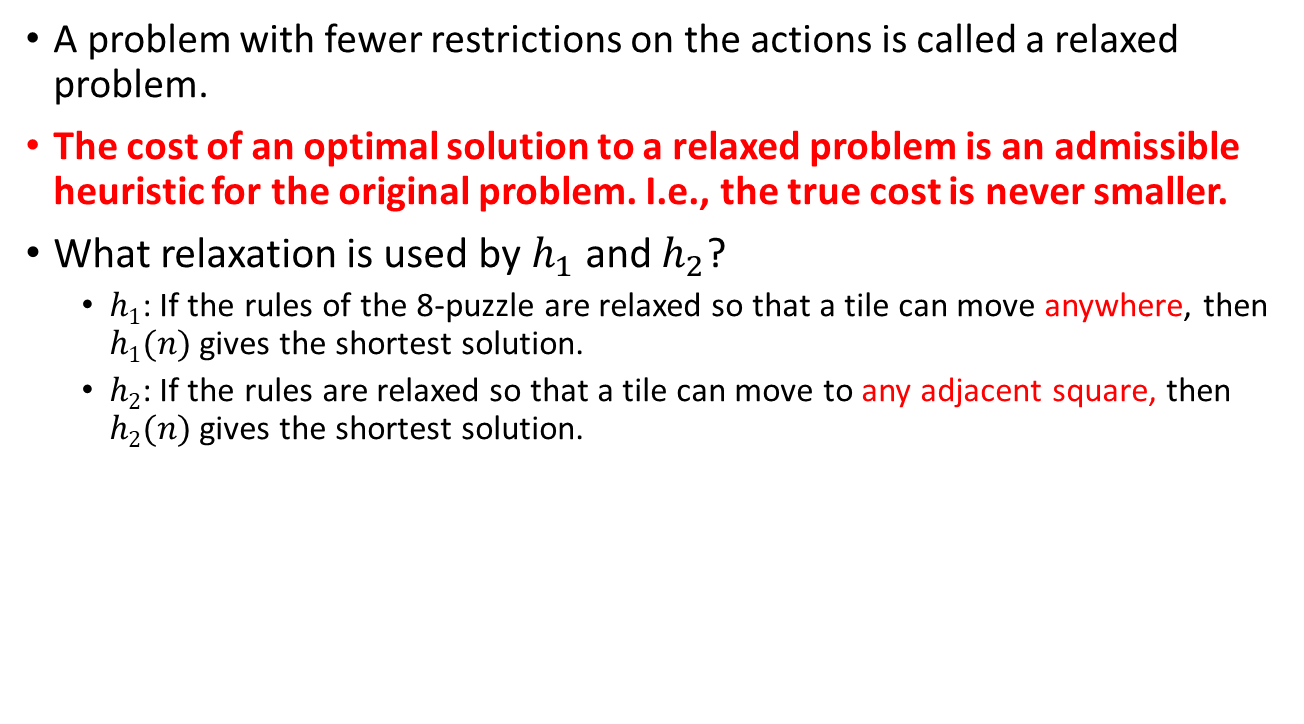 • A problem with fewer restrictions on the actions is called a relaxed
problem.
• The cost of an optimal solution to a relaxed problem is an admissible
heuristic for the original problem. I.e., the true cost is never smaller.
• What relaxation is used by ℎ₁ and ℎ₂?
• ℎ₁: If the rules of the 8-puzzle are relaxed so that a tile can move anywhere, then
ℎ₁(𝑛) gives the shortest solution.
• ℎ₂: If the rules are relaxed so that a tile can move to any adjacent square, then
ℎ₂(𝑛) gives the shortest solution.